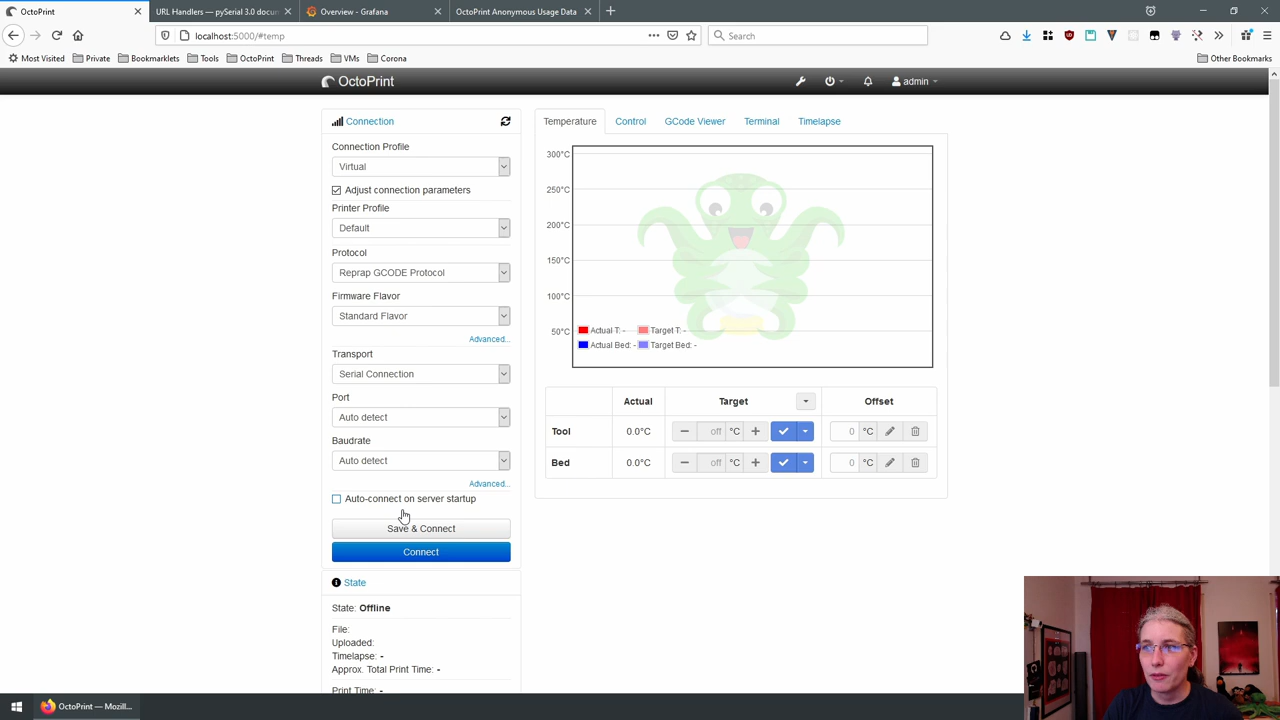 OctoPrint
URL Handlers — pySerial 3.0 docun
Overview - Grafana
OctoPrint Anonymous Usage Data
localhost:5000/#temp
Search
Most Visited
Private
Bookmarklets
Tools
OctoPrint
Threads
VMs
Corona
Other Bookmarks
OctoPrint
admin
Connection
Connection Profile
Virtual
Adjust connection parameters
Printer Profile
Default
Protocol
Reprap GCODE Protocol
Firmware Flavor
Standard Flavor
Advanced...
Transport
Serial Connection
Port
Auto detect
Baudrate
Auto detect
Advanced...
Auto-connect on server startup
Save & Connect
Connect
State
State: Offline
File:
Uploaded:
Timelapse: -
Approx. Total Print Time: -
Print Time: -
Temperature
Control
GCode Viewer
Terminal
Timelapse
300°C
250°C
200°C
150°C
100°C
50°C
Actual T: -
Target T: -
Actual Bed: -
Target Bed: -
Actual
Target
Offset
Tool
0.0°C
off °C
0 °C
Bed
0.0°C
off °C
0 °C
OctoPrint — Mozil...